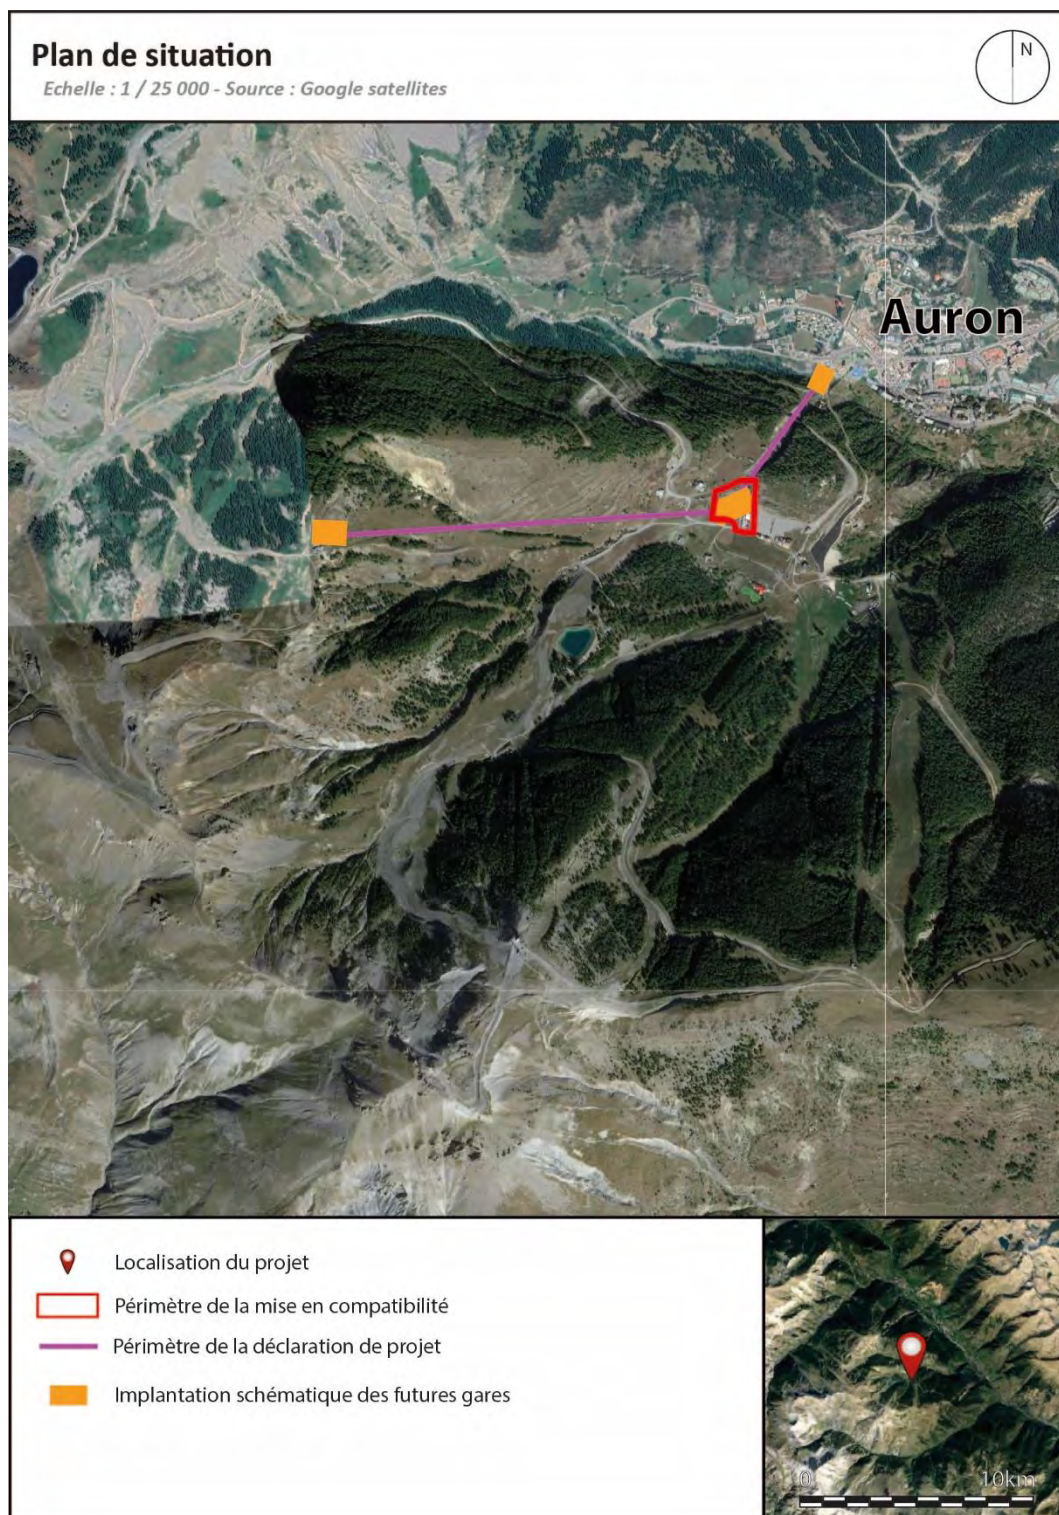 Plan de situation
Echelle : 1 / 25 000 - Source : Google satellites
N
Auron
Localisation du projet
Périmètre de la mise en compatibilité
Périmètre de la déclaration de projet
Implantation schématique des futures gares
0 10km